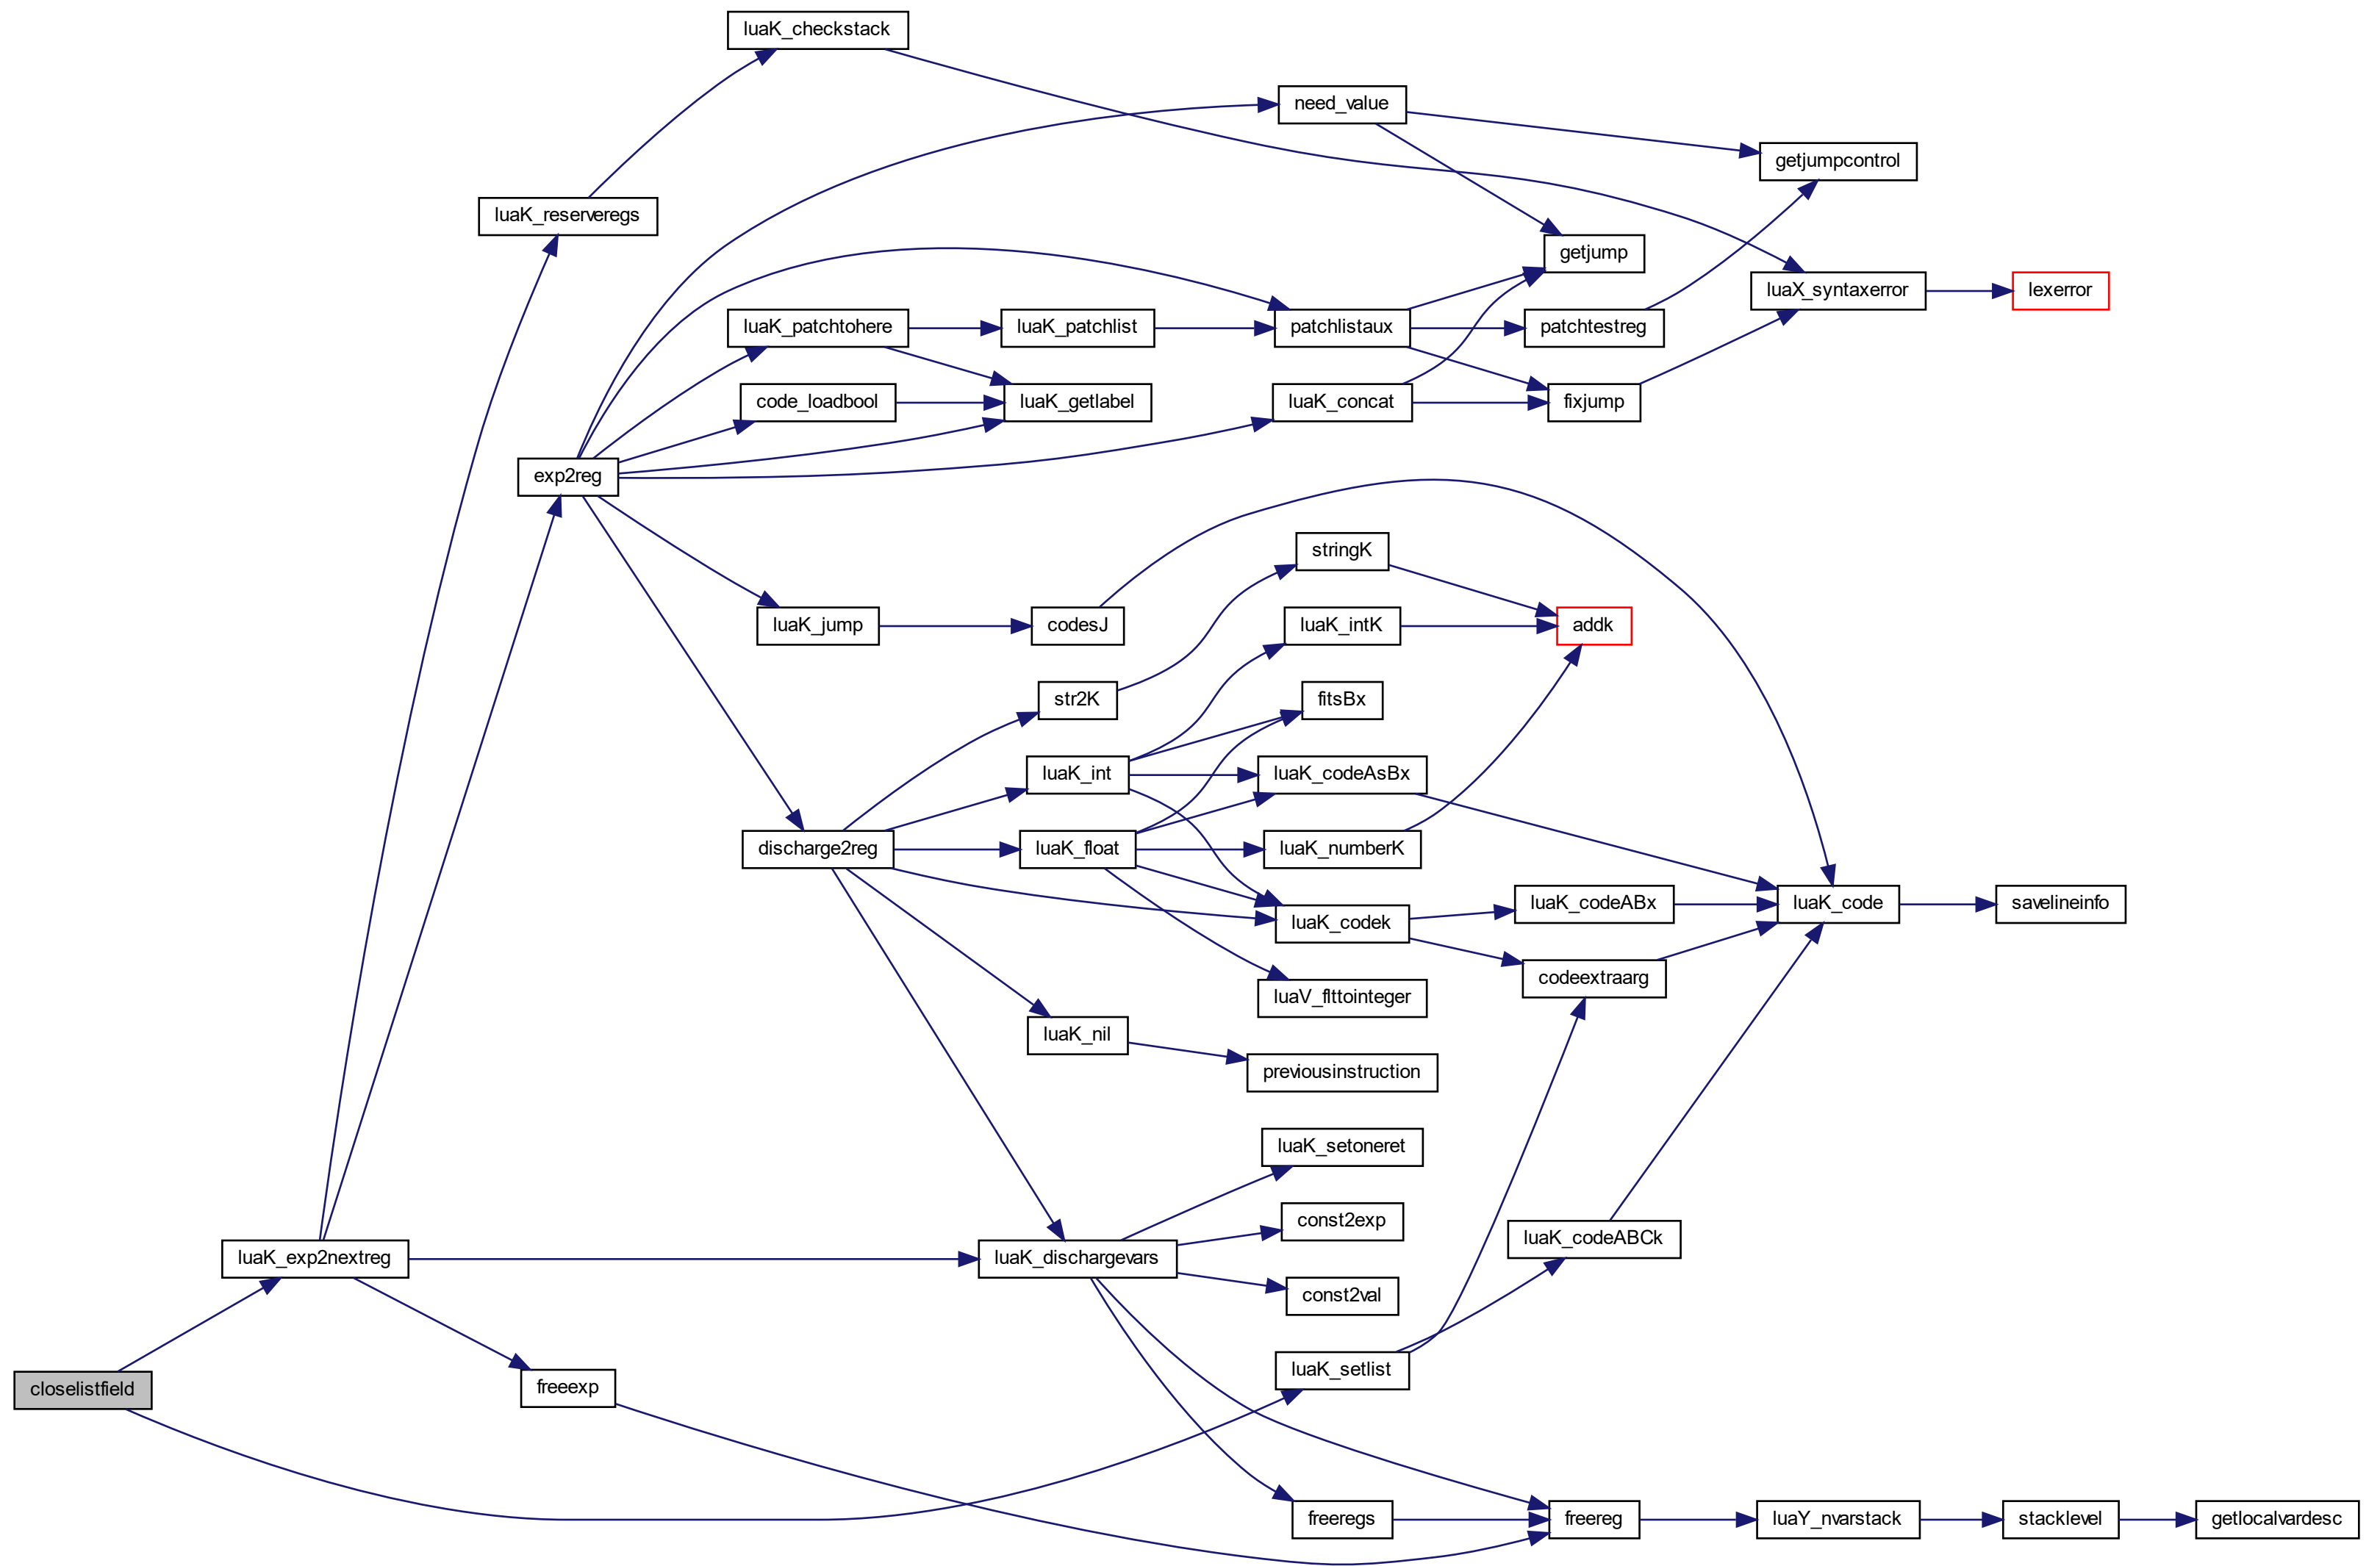 luaK_checkstack
need_value
getjumpcontrol
luaK_reserveregs
getjump
luaX_syntaxerror
lexerror
luaK_patchtohere
luaK_patchlist
patchlistaux
patchtestreg
code_loadbool
luaK_getlabel
luaK_concat
fixjump
exp2reg
stringK
luaK_jump
codesJ
luaK_intK
addk
str2K
fitsBx
luaK_int
luaK_codeAsBx
discharge2reg
luaK_float
luaK_numberK
luaK_codek
luaK_codeABx
luaK_code
savelineinfo
codeextraarg
luaV_flttointeger
luaK_nil
previousinstruction
luaK_setoneret
const2exp
luaK_codeABCk
luaK_exp2nextreg
luaK_dischargevars
const2val
luaK_setlist
closelistfield
freeexp
freeregs
freereg
luaY_nvarstack
stacklevel
getlocalvardesc